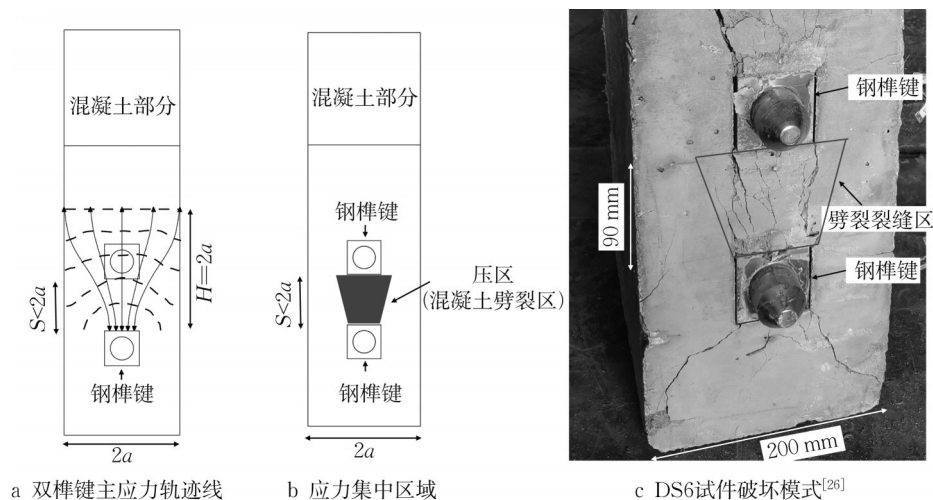 混凝土部分
S<2a
H=2a
钢榫键
2a
a 双榫键主应力轨迹线
混凝土部分
钢榫键
S<2a
压区
(混凝土劈裂区)
钢榫键
2a
b 应力集中区域
钢榫键
90 mm
劈裂裂缝区
钢榫键
200 mm
c DS6试件破坏模式[26]